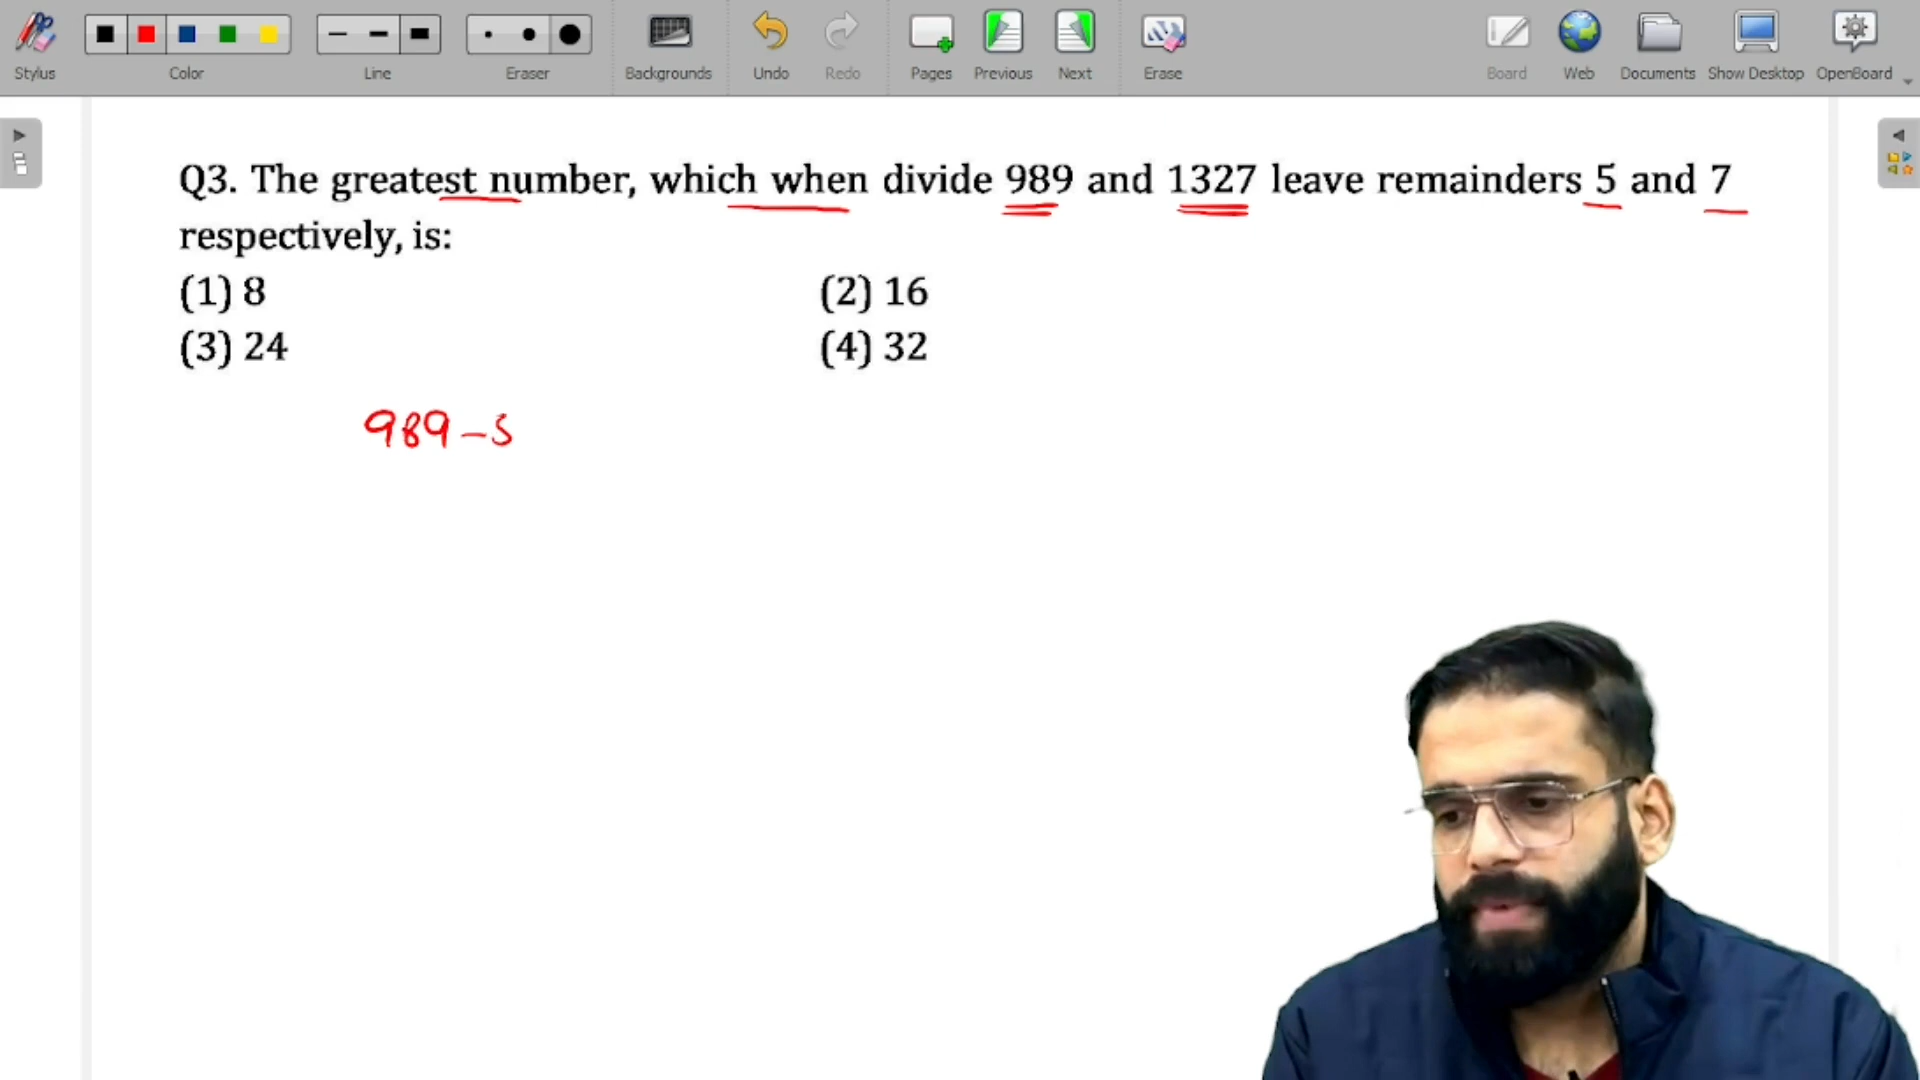 Stylus
Color
Line
Eraser
Backgrounds
Undo
Redo
Pages
Previous
Next
Erase
Board
Web
Documents
Show Desktop
OpenBoard
Q3. The greatest number, which when divide 989 and 1327 leave remainders 5 and 7
respectively, is:
(1) 8
(2) 16
(3) 24
(4) 32
989-5